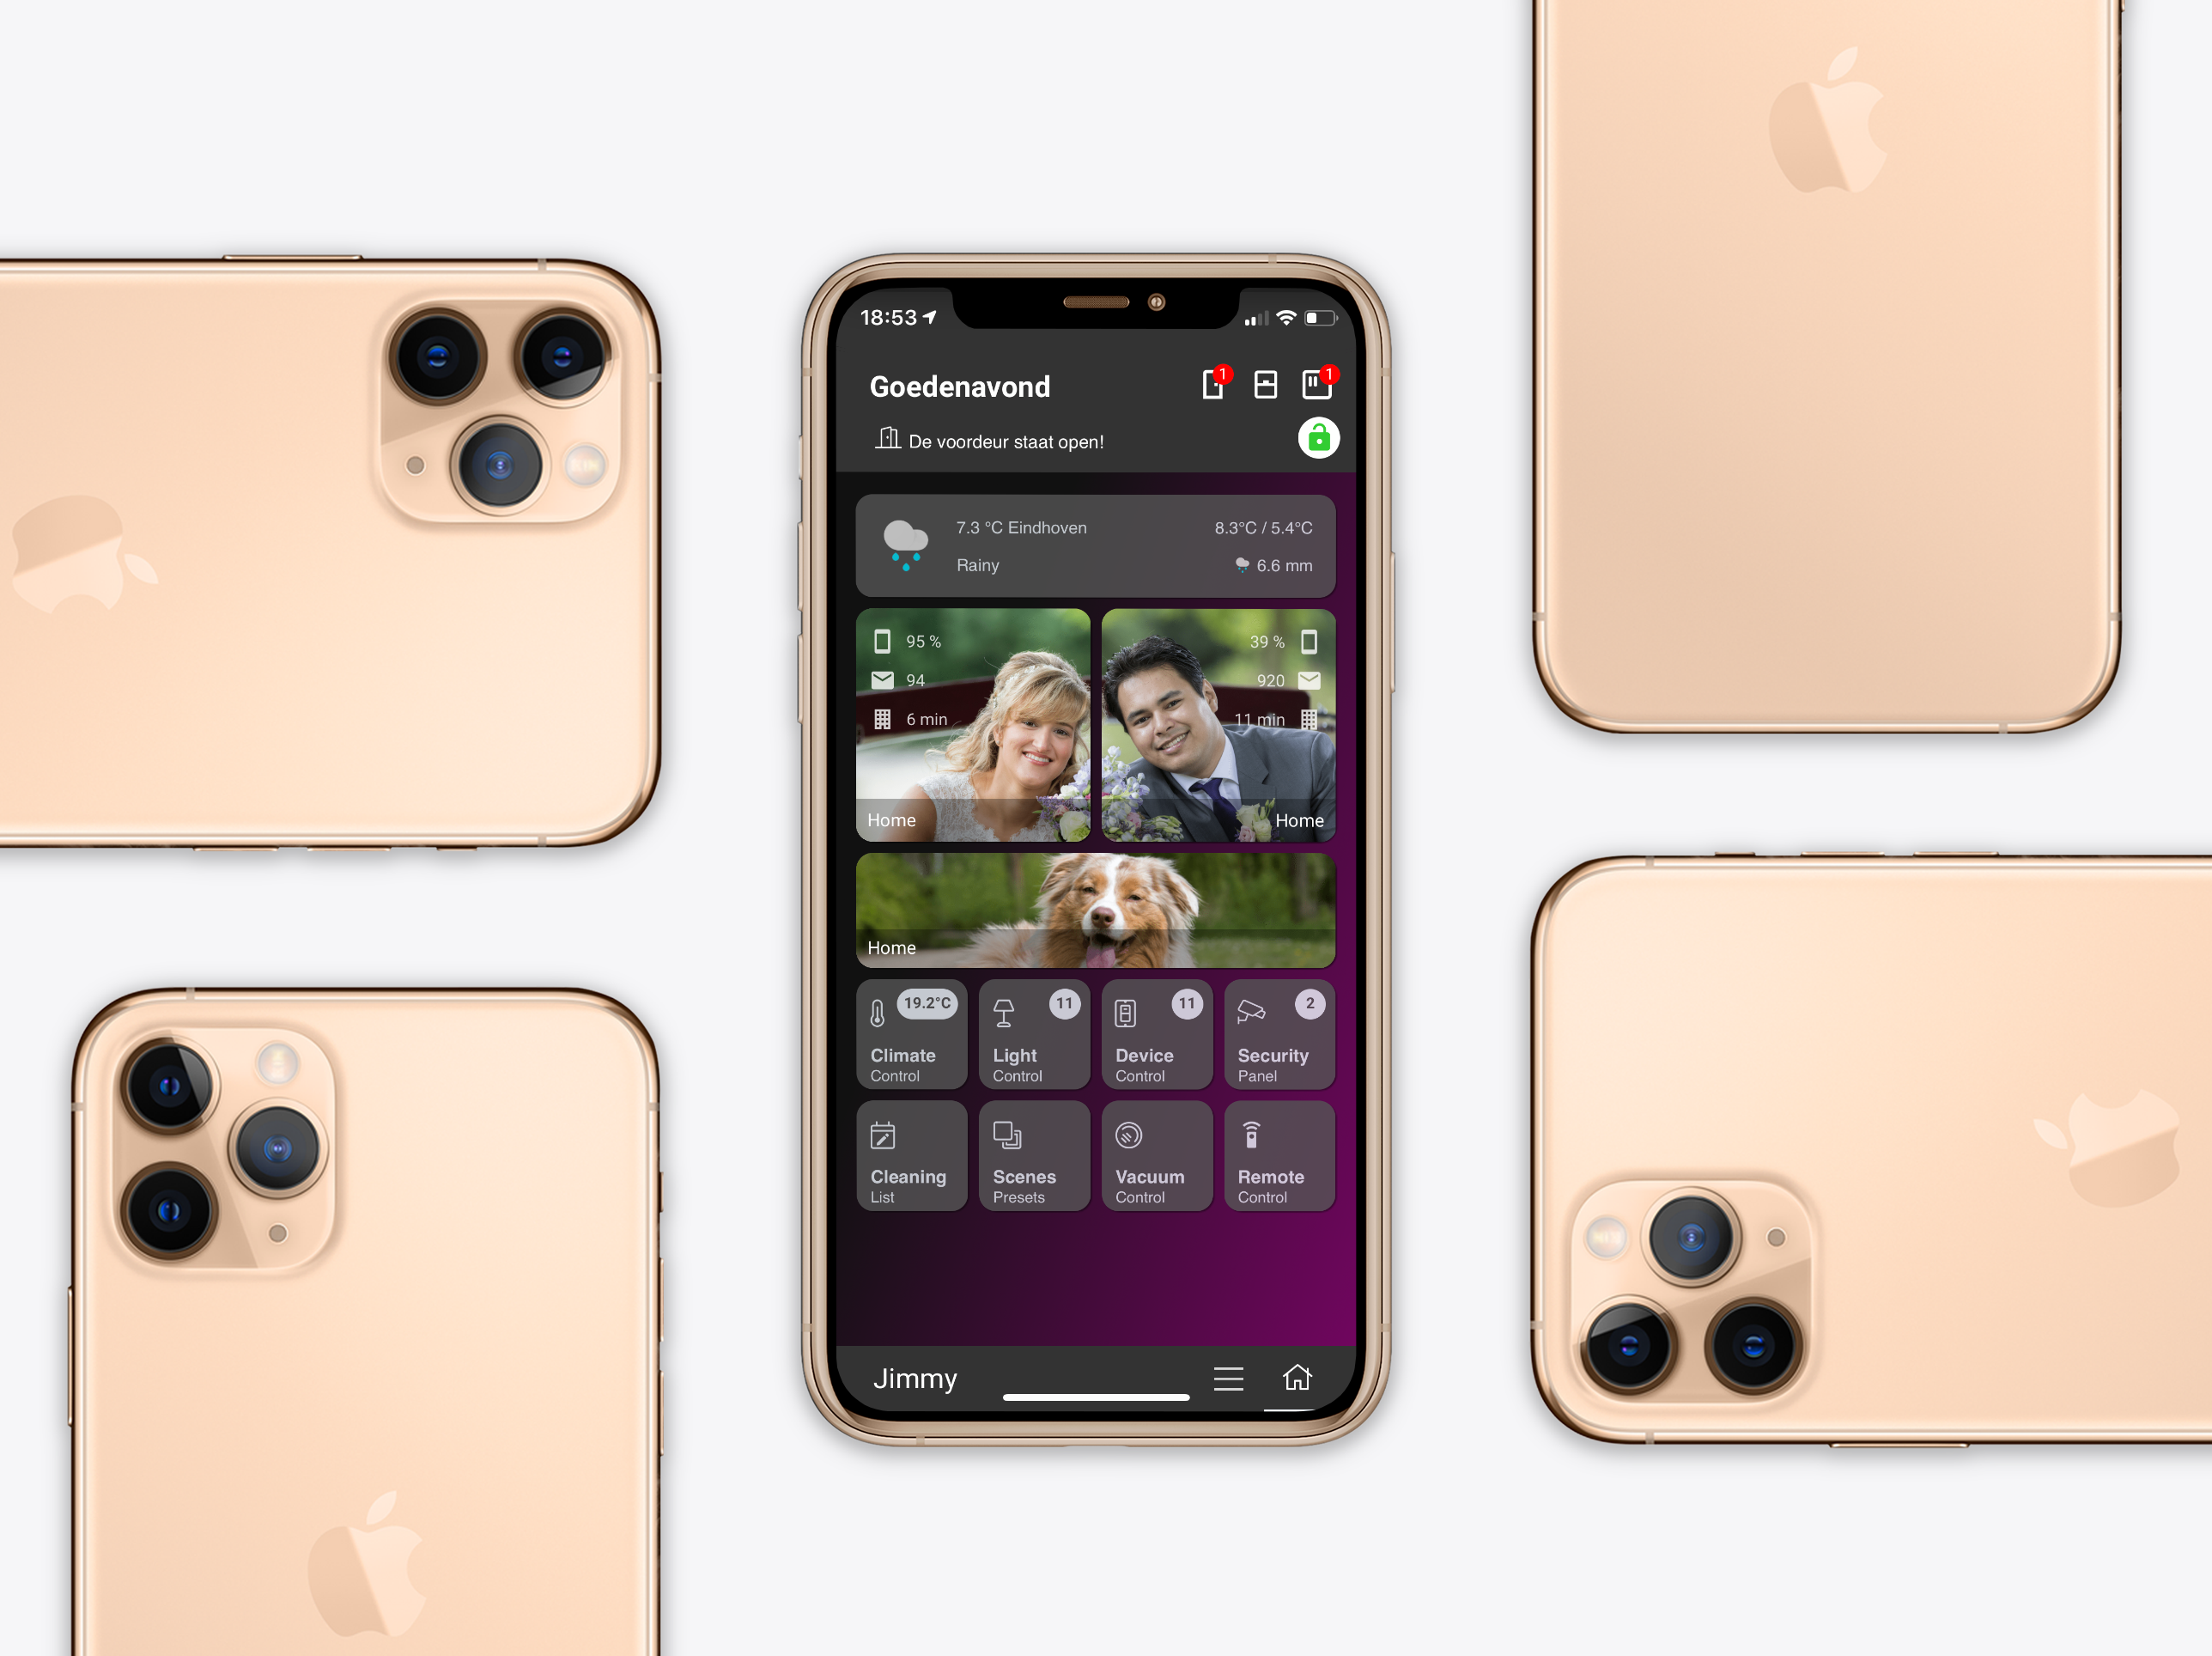 18:53
Goedenavond
1
1
De voordeur staat open!
7.3 °C Eindhoven
8.3°C / 5.4°C
Rainy
6.6 mm
95 %
39 %
94
920
6 min
11 min
Home
Home
Home
19.2°C
11
11
2
Climate
Light
Device
Security
Control
Control
Control
Panel
Cleaning
Scenes
Vacuum
Remote
List
Presets
Control
Control
Jimmy